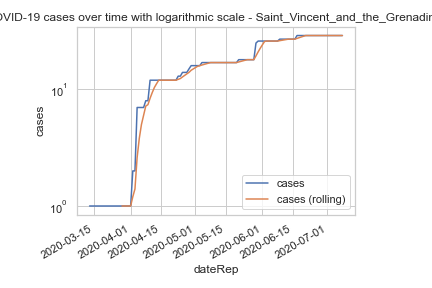 OVID-19 cases over time with logarithmic scale - Saint_Vincent_and_the_Grenadin
cases
10¹
10⁰
cases
cases (rolling)
2020-03-15
2020-04-01
2020-04-15
2020-05-01
2020-05-15
2020-06-01
2020-06-15
2020-07-01
dateRep